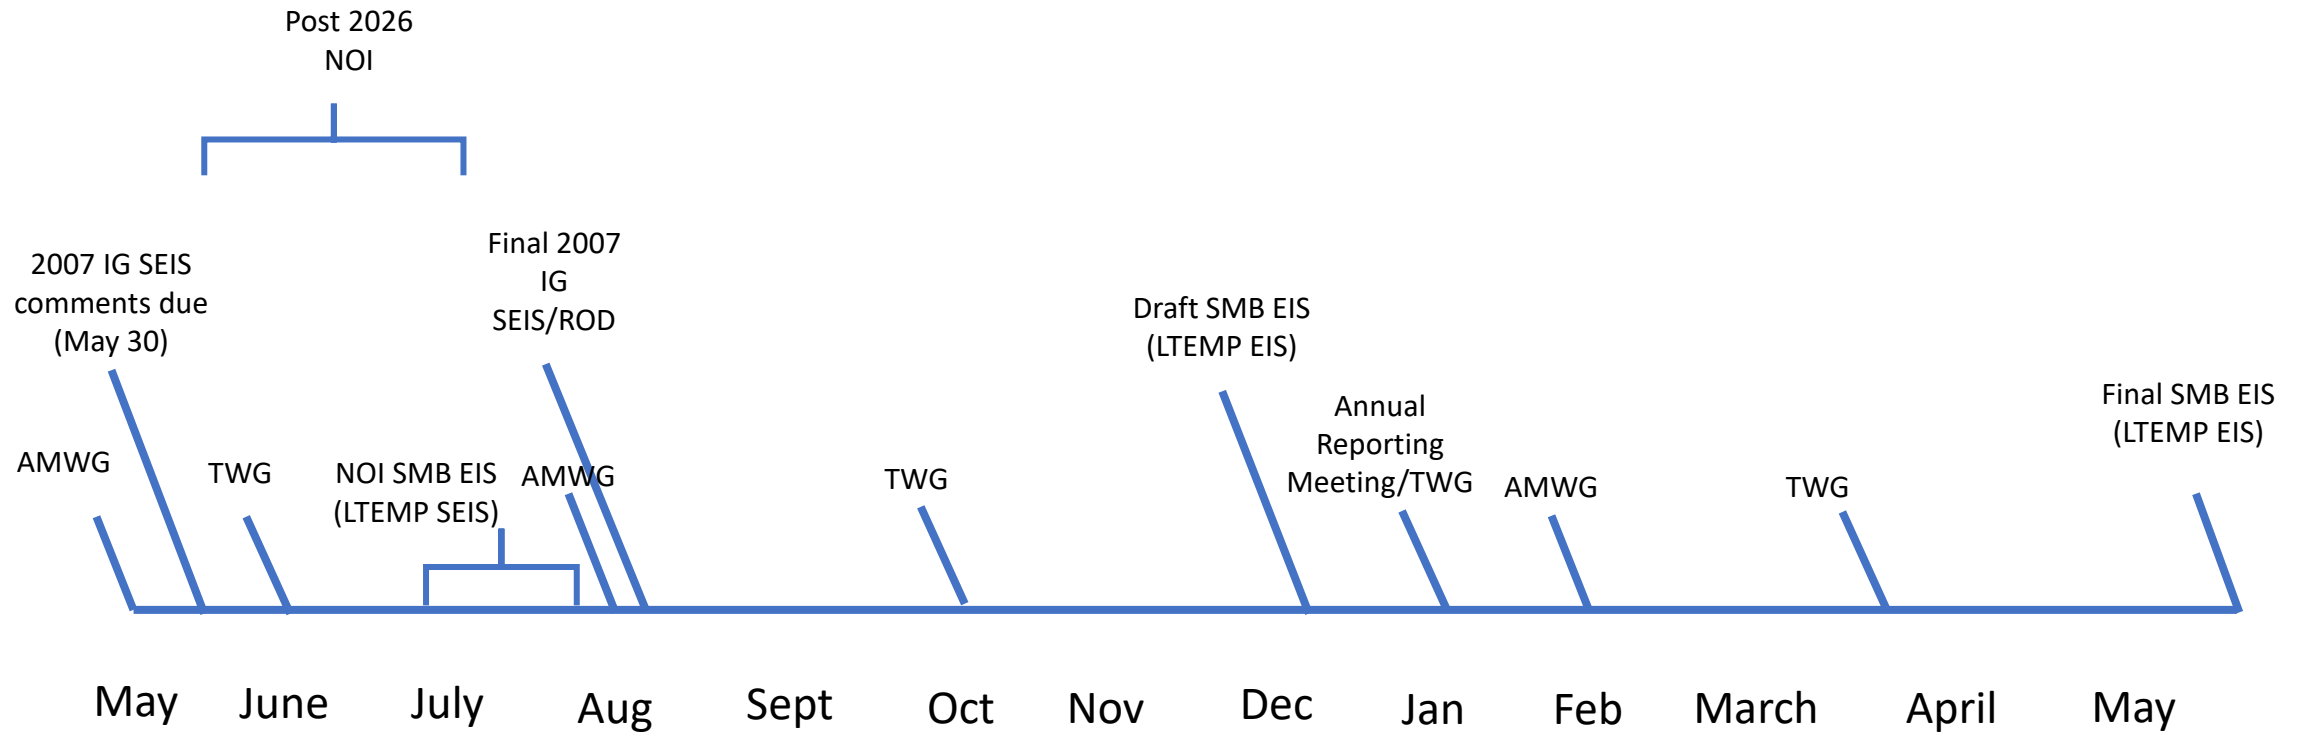 Post 2026
NOI
2007 IG SEIS
comments due
(May 30)
Final 2007
IG
SEIS/ROD
Draft SMB EIS
(LTEMP EIS)
Annual
Reporting
Meeting/TWG
Final SMB EIS
(LTEMP EIS)
AMWG
TWG
NOI SMB EIS
(LTEMP SEIS)
AMWG
TWG
AMWG
TWG
May
June
July
Aug
Sept
Oct
Nov
Dec
Jan
Feb
March
April
May